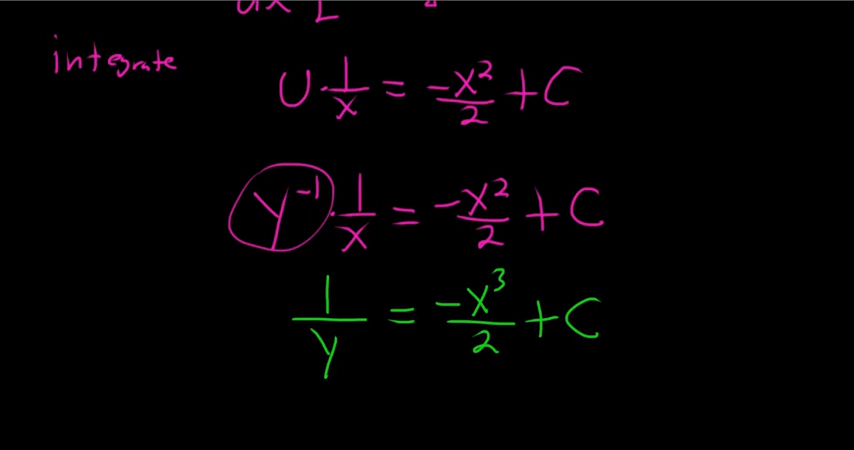 integrate
U · 1/x = -x²/2 + C
y⁻¹ · 1/x = -x²/2 + C
1/y = -x³/2 + C